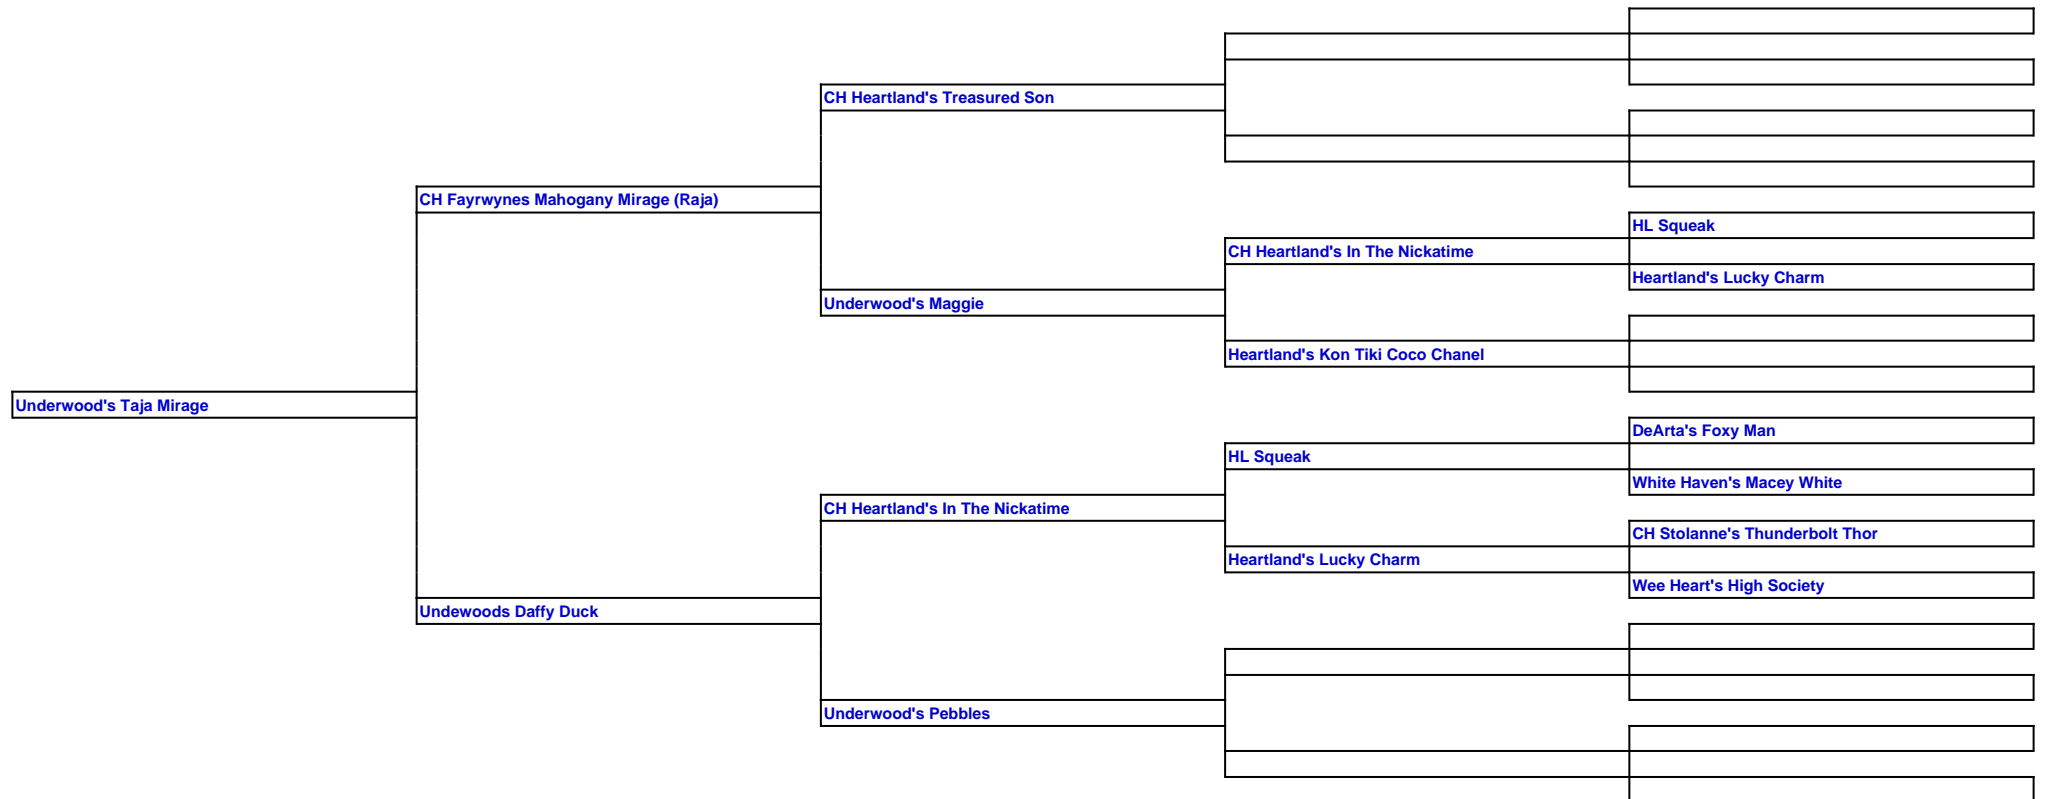 CH Heartland's Treasured Son
CH Fayrwynes Mahogany Mirage (Raja)
HL Squeak
CH Heartland's In The Nickatime
Heartland's Lucky Charm
Underwood's Maggie
Heartland's Kon Tiki Coco Chanel
Underwood's Taja Mirage
DeArta's Foxy Man
HL Squeak
White Haven's Macey White
CH Heartland's In The Nickatime
CH Stolanne's Thunderbolt Thor
Heartland's Lucky Charm
Wee Heart's High Society
Undewoods Daffy Duck
Underwood's Pebbles